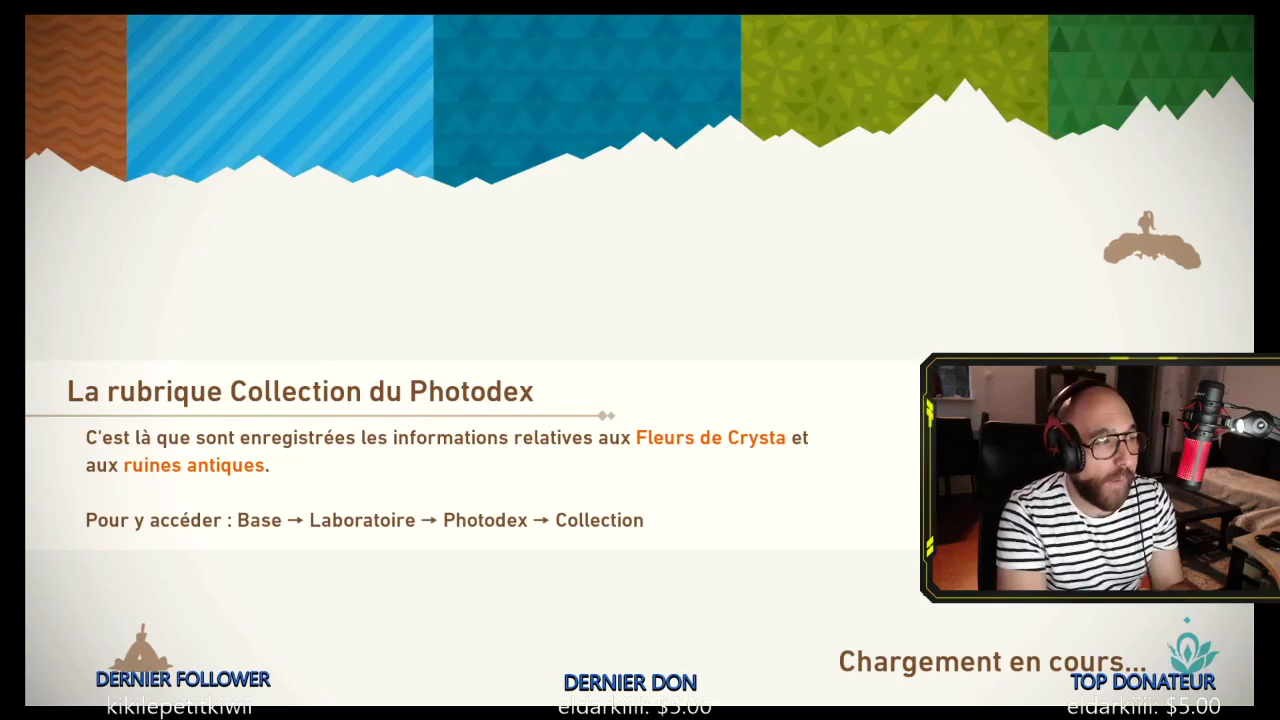 La rubrique Collection du Photodex
C'est là que sont enregistrées les informations relatives aux Fleurs de Crysta et
aux ruines antiques.
Pour y accéder : Base → Laboratoire → Photodex → Collection
Chargement en cours...
DERNIER FOLLOWER
kikilepetitkiwii
DERNIER DON
eldarkiiii: $5.00
TOP DONATEUR
eldarkiiii: $5.00